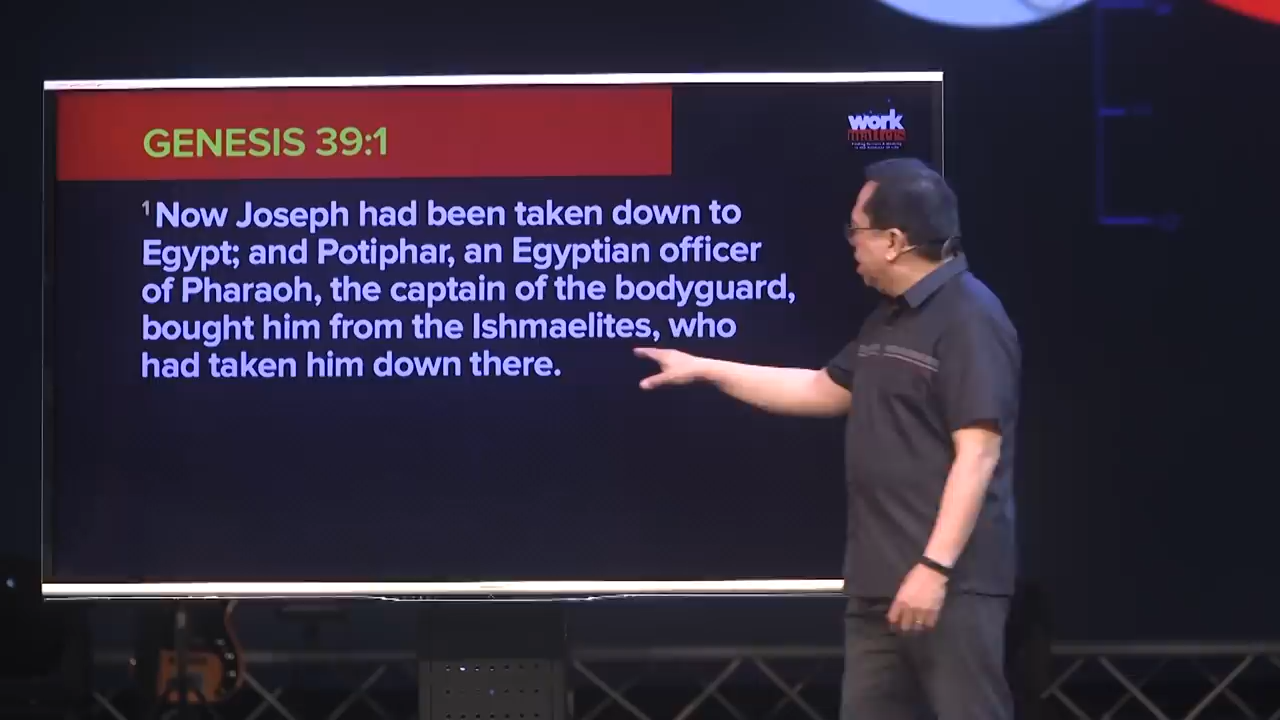 GENESIS 39:1
work
matters
1 Now Joseph had been taken down to
Egypt; and Potiphar, an Egyptian officer
of Pharaoh, the captain of the bodyguard,
bought him from the Ishmaelites, who
had taken him down there.